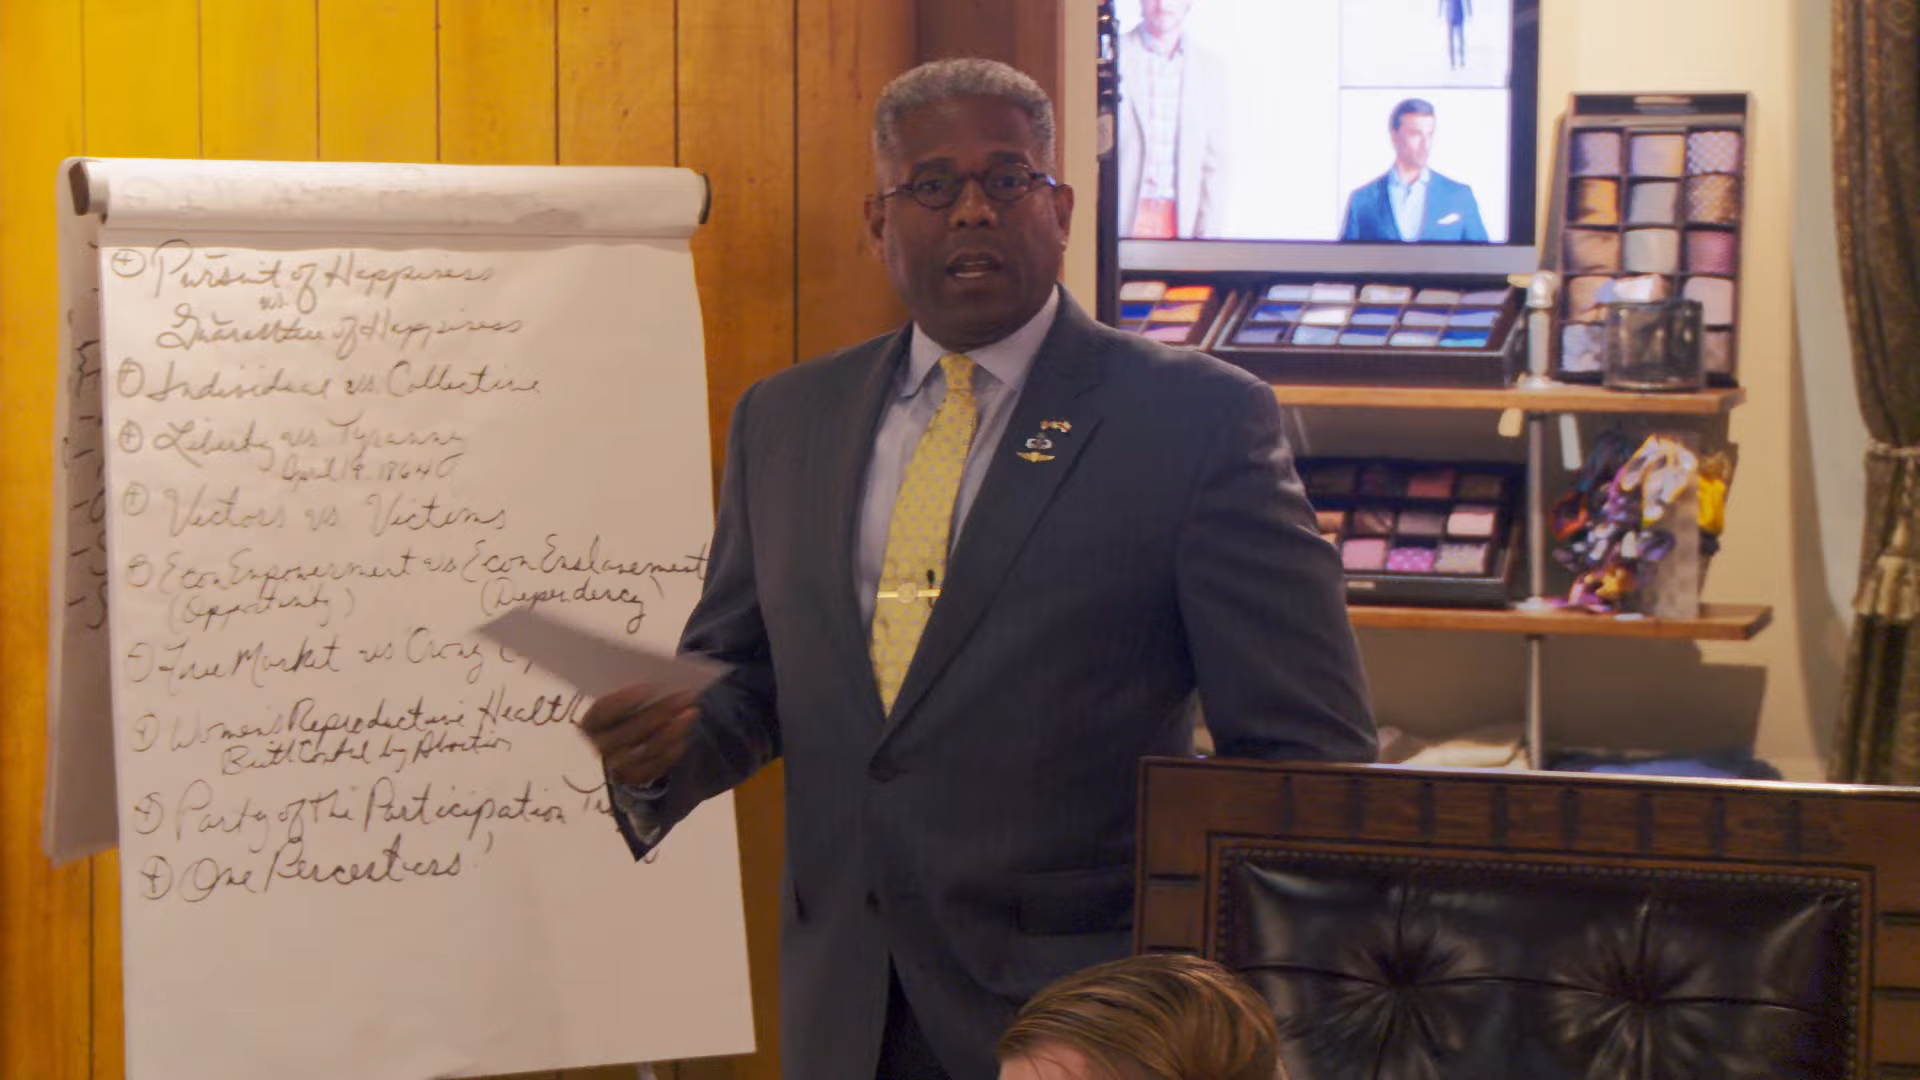 Pursuit of Happiness
vs.
Guarantee of Happiness
Individual vs. Collective
Liberty vs Tyranny
April 19, 1864
Victors vs Victims
Econ Empowerment vs Econ Enslavement
(Opportunity) (Dependency)
Free Market vs
Women's Reproductive Health
Birth Control by Abortion
Party of the Participation
One Percenters